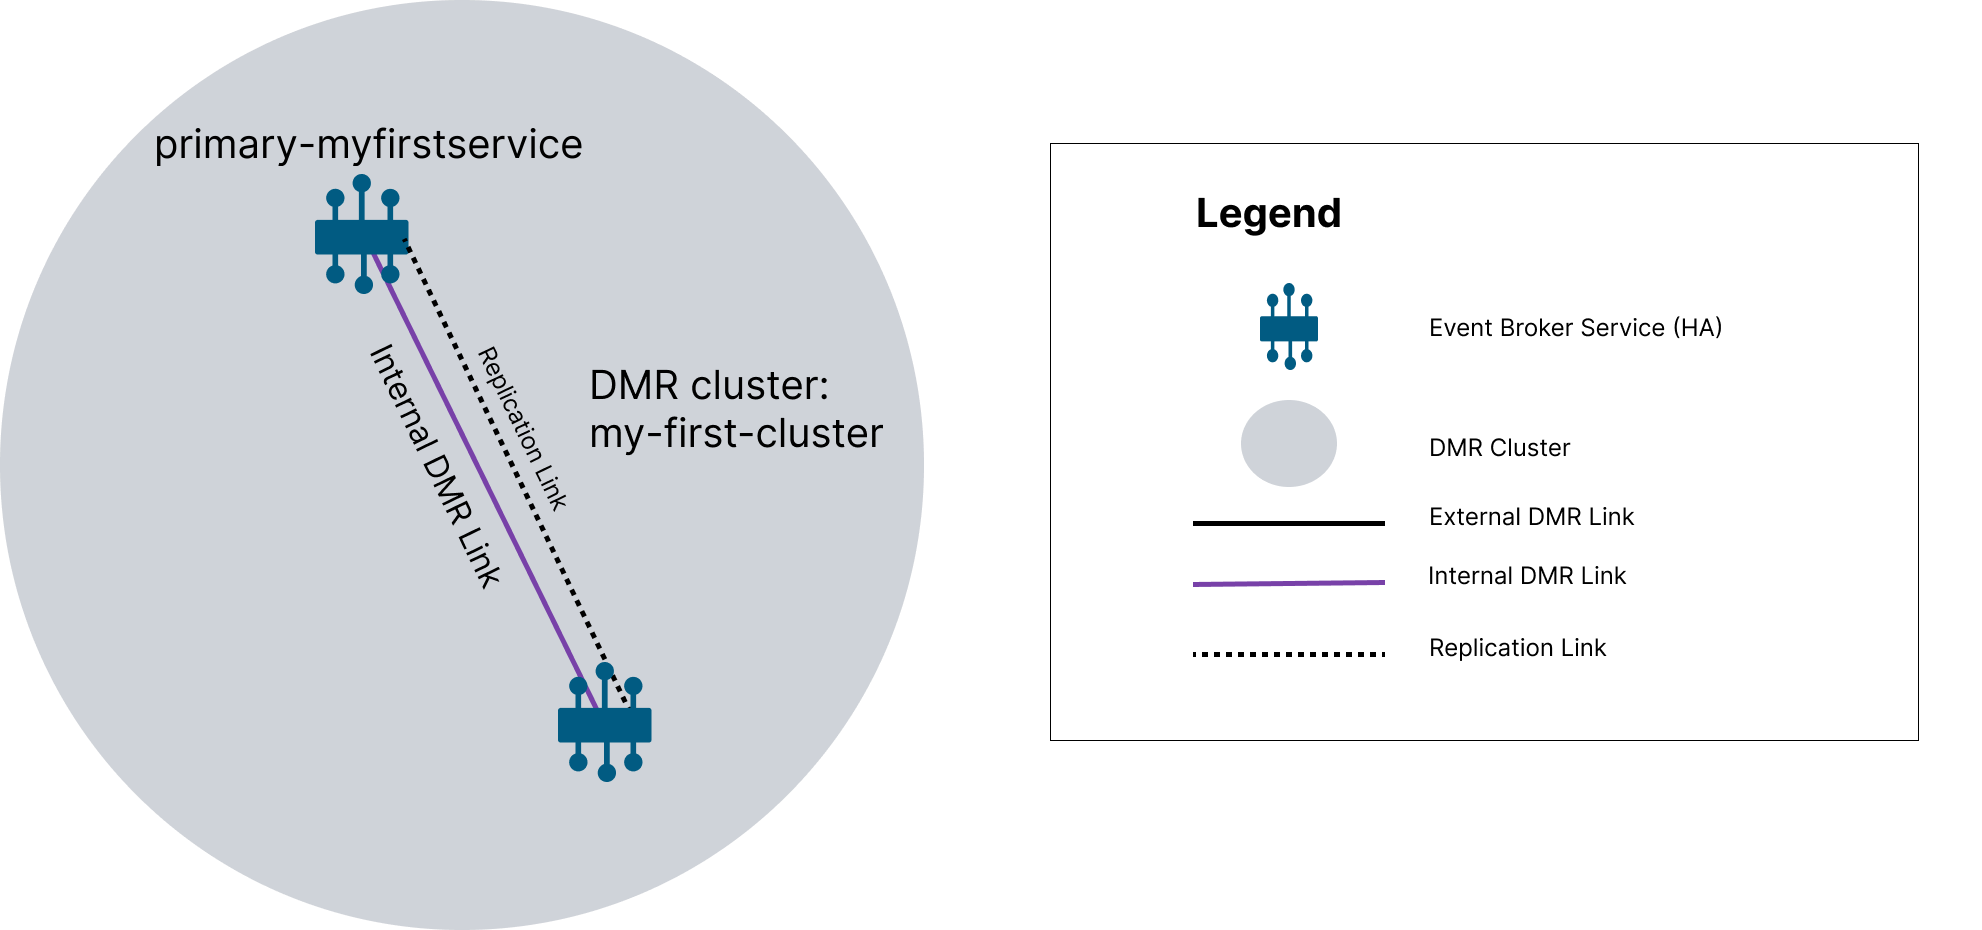 primary-myfirstservice
Internal DMR Link
Replication Link
DMR cluster:
my-first-cluster
Legend
Event Broker Service (HA)
DMR Cluster
External DMR Link
Internal DMR Link
Replication Link